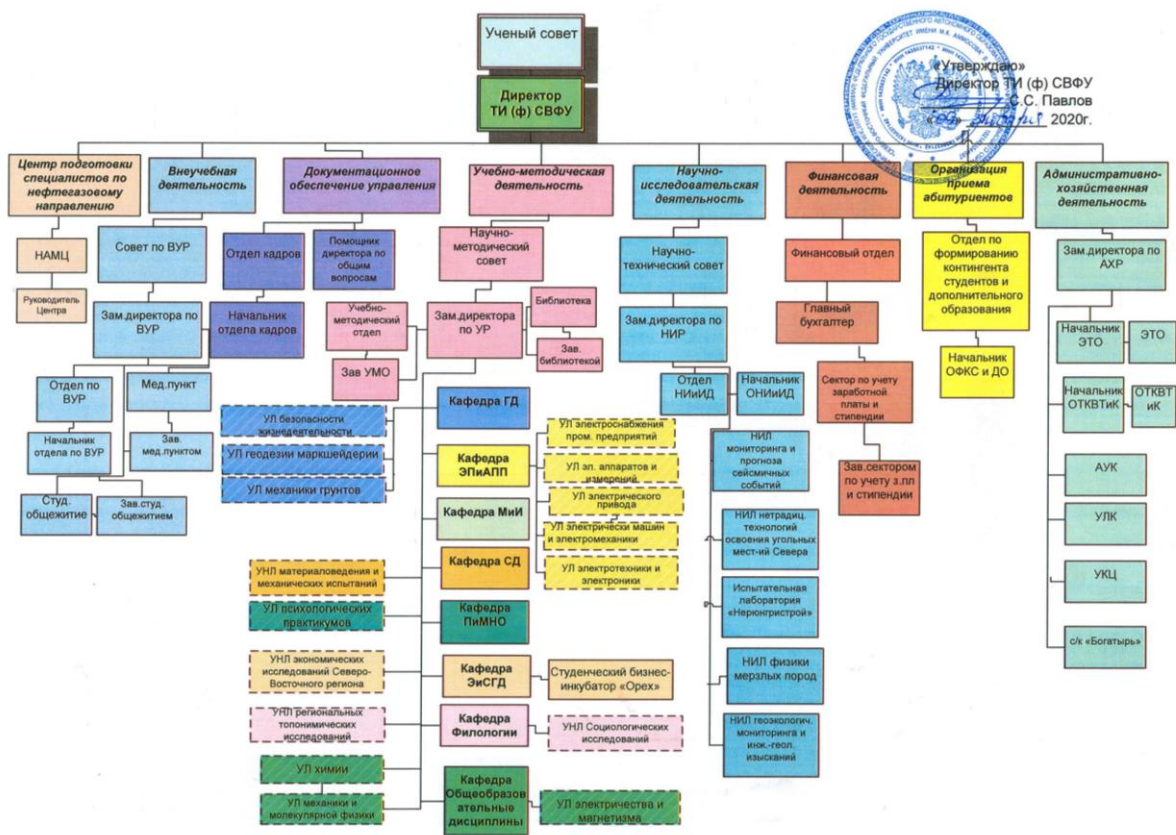 Ученый совет
Директор
ТИ (ф) СВФУ
«Утверждаю»
Директор ТИ (ф) СВФУ
С.С. Павлов
2020г.
Центр подготовки
специалистов по
нефтегазовому
направлению
Внеучебная
деятельность
Документационное
обеспечение управления
Учебно-методическая
деятельность
Научно-
исследовательская
деятельность
Финансовая
деятельность
Организация
приема
абитуриентов
Административно-
хозяйственная
деятельность
НАМЦ
Руководитель
Центра
Совет по ВУР
Зам.директора по
ВУР
Отдел по
ВУР
Начальник
отдела по ВУР
Мед.пункт
Зав.
мед.пунктом
Студ.
общежитие
Зав.студ.
общежитием
Отдел кадров
Начальник
отдела кадров
Помощник
директора по
общим
вопросам
Научно-
методический
совет
Учебно-
методический
отдел
Зав УМО
Зам.директора
по УР
Библиотека
Зав.
библиотекой
Научно-
технический совет
Зам.директора по
НИР
Отдел
НИиИД
Начальник
ОНИиИД
Финансовый отдел
Главный
бухгалтер
Сектор по учету
заработной
платы и
стипендии
Зав.сектором
по учету з.пл
и стипендии
Отдел по
формированию
контингента
студентов и
дополнительного
образования
Начальник
ОФКС и ДО
Зам.директора по
АХР
Начальник
ЭТО
ЭТО
Начальник
ОТКВТиК
ОТКВТ
иК
АУК
УЛК
УКЦ
с/к «Богатырь»
УЛ безопасности
жизнедеятельности
УЛ геодезии маркшейдерии
УЛ механики грунтов
Кафедра ГД
Кафедра
ЭПиАПП
УЛ электроснабжения
пром. предприятий
УЛ эл. аппаратов и
измерений
УЛ электрического
привода
УЛ электрически машин
и электромеханики
УЛ электротехники и
электроники
Кафедра МиИ
УНЛ материаловедения и
механических испытаний
Кафедра СД
УЛ психологических
практикумов
Кафедра
ПиМНО
УНЛ экономических
исследований Северо-
Восточного региона
Кафедра
ЭиСГД
Студенческий бизнес-
инкубатор «Орех»
УНЛ региональных
топонимических
исследований
Кафедра
Филологии
УНЛ Социологических
исследований
УЛ химии
УЛ механики и
молекулярной физики
Кафедра
Общеобразов
ательные
дисциплины
УЛ электричества и
магнетизма
НИЛ
мониторинга и
прогноза
сейсмичных
событий
НИЛ нетрадиц.
технологий
освоения угольных
мест-ий Севера
Испытательная
лаборатория
«Нерюнгристрой»
НИЛ физики
мерзлых пород
НИЛ геоэкологич.
мониторинга и
инж.-геол.
изысканий